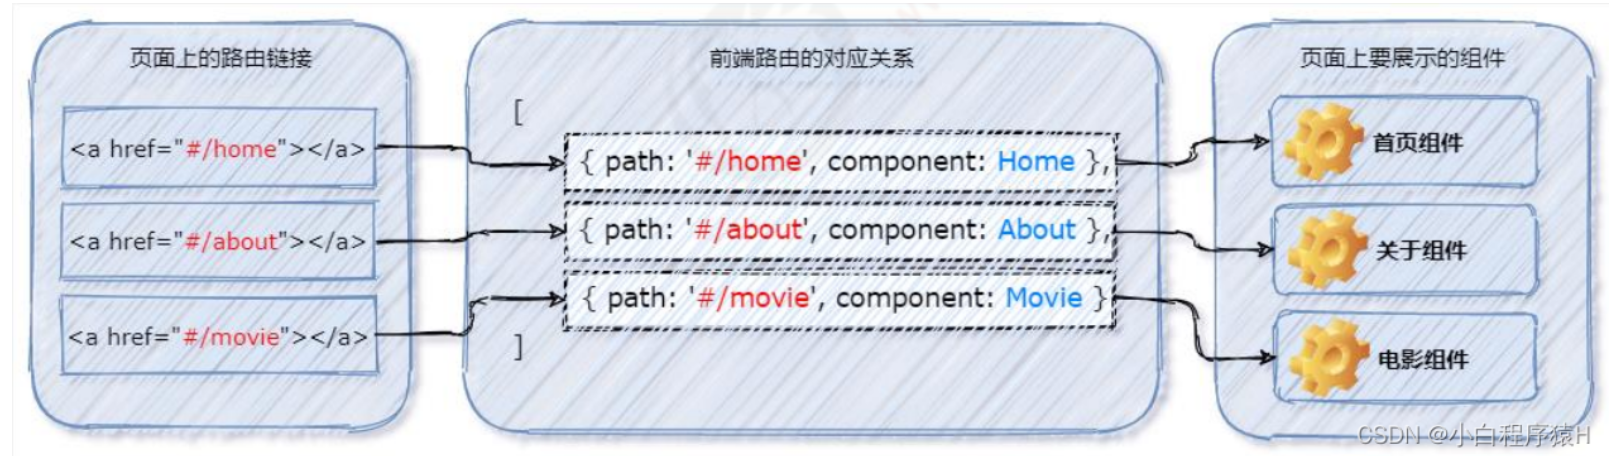 页面上的路由链接
<a href="#/home"></a>
<a href="#/about"></a>
<a href="#/movie"></a>
前端路由的对应关系
[
{ path: '#/home', component: Home },
{ path: '#/about', component: About },
{ path: '#/movie', component: Movie }
]
页面上要展示的组件
首页组件
关于组件
电影组件
CSDN @小白程序猿H